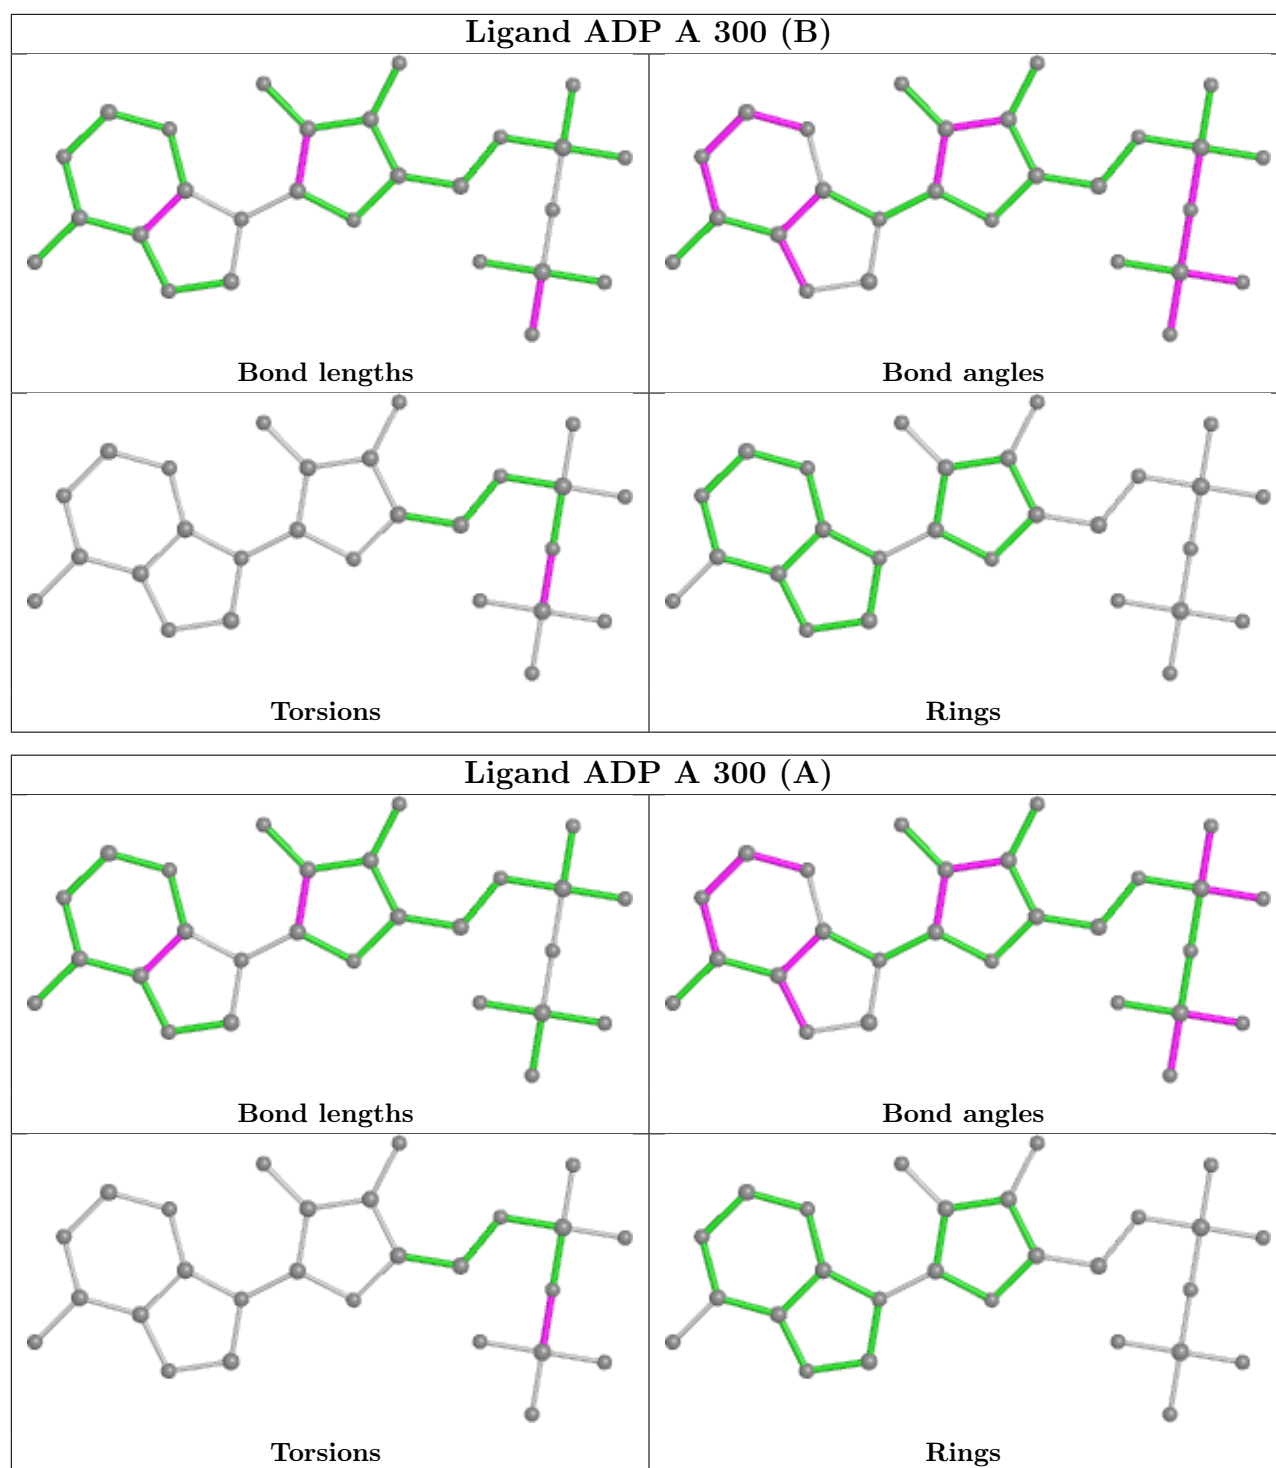 Ligand ADP A 300 (B)
Bond lengths
Bond angles
Torsions
Rings
Ligand ADP A 300 (A)
Bond lengths
Bond angles
Torsions
Rings